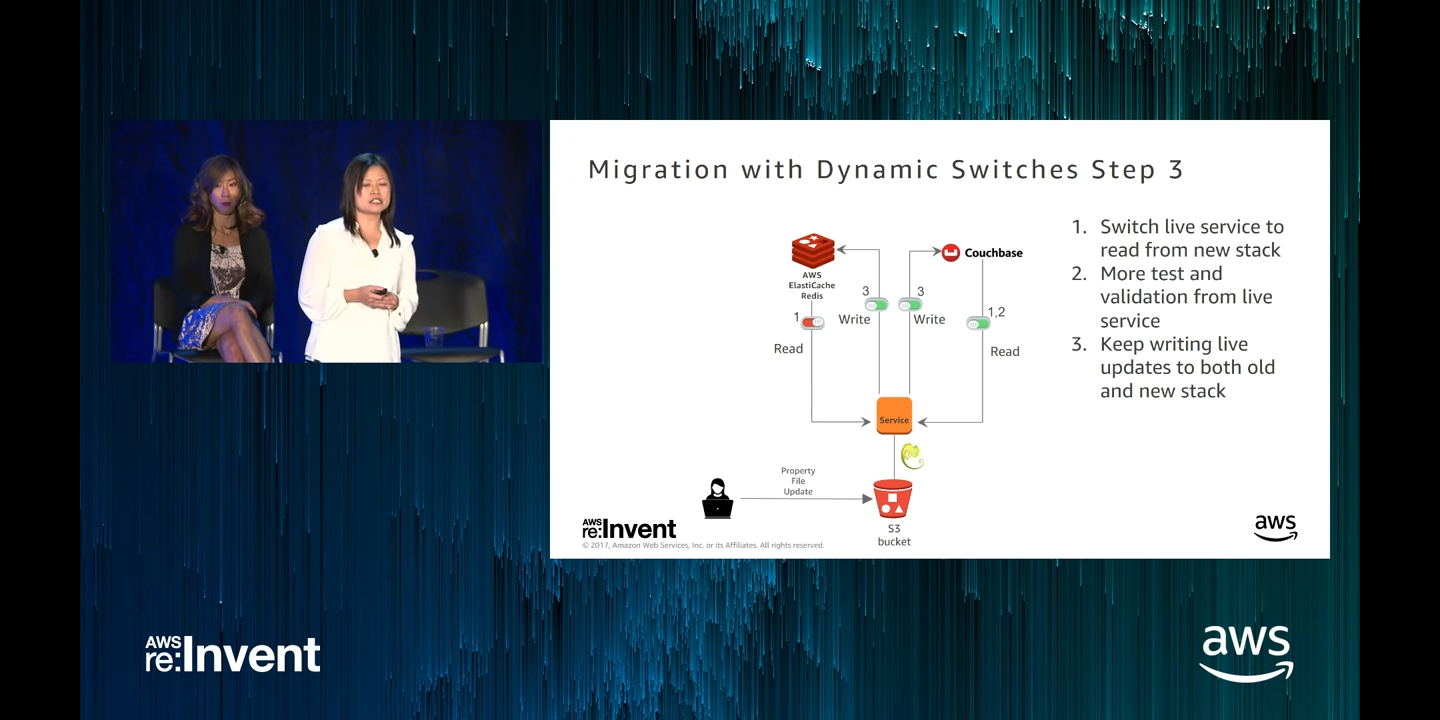 Migration with Dynamic Switches Step 3
AWS
ElastiCache
Redis
Couchbase
3
3
1
1,2
Write
Write
Read
Read
Service
Property
File
Update
S3
bucket
1. Switch live service to
read from new stack
2. More test and
validation from live
service
3. Keep writing live
updates to both old
and new stack
AWS
re:Invent
© 2017, Amazon Web Services, Inc. or its Affiliates. All rights reserved.
aws
AWS
re:Invent
aws